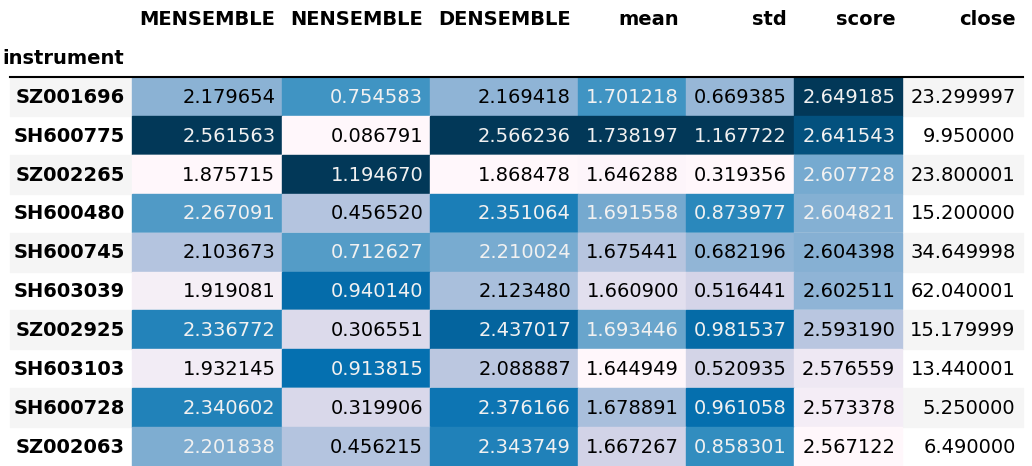 MENSEMBLE NENSEMBLE DENSEMBLE mean std score close
instrument
SZ001696 2.179654 0.754583 2.169418 1.701218 0.669385 2.649185 23.299997
SH600775 2.561563 0.086791 2.566236 1.738197 1.167722 2.641543 9.950000
SZ002265 1.875715 1.194670 1.868478 1.646288 0.319356 2.607728 23.800001
SH600480 2.267091 0.456520 2.351064 1.691558 0.873977 2.604821 15.200000
SH600745 2.103673 0.712627 2.210024 1.675441 0.682196 2.604398 34.649998
SH603039 1.919081 0.940140 2.123480 1.660900 0.516441 2.602511 62.040001
SZ002925 2.336772 0.306551 2.437017 1.693446 0.981537 2.593190 15.179999
SH603103 1.932145 0.913815 2.088887 1.644949 0.520935 2.576559 13.440001
SH600728 2.340602 0.319906 2.376166 1.678891 0.961058 2.573378 5.250000
SZ002063 2.201838 0.456215 2.343749 1.667267 0.858301 2.567122 6.490000